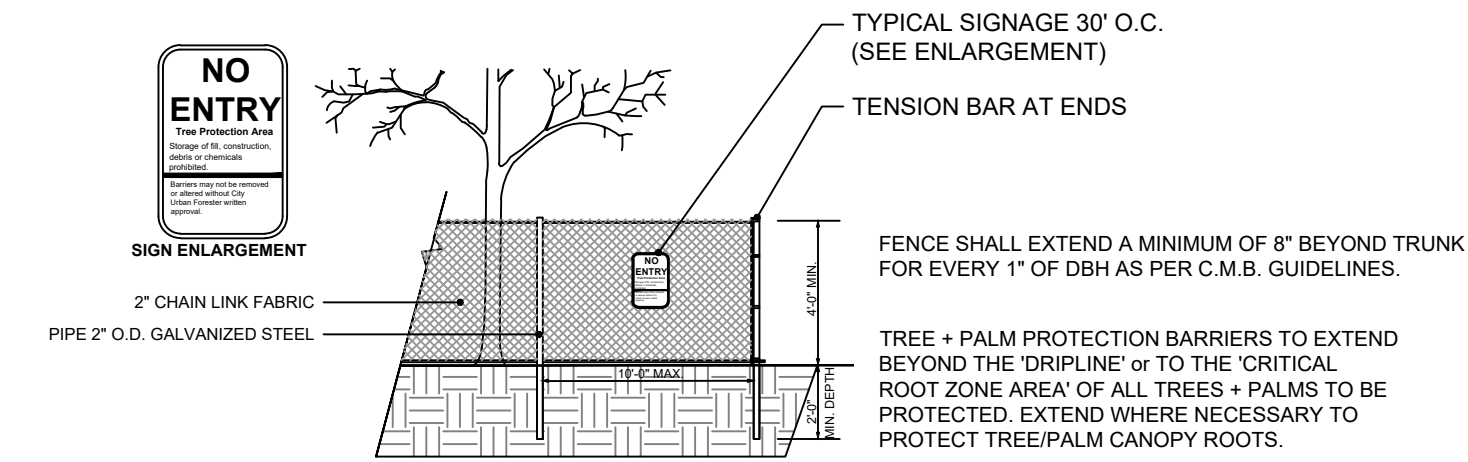 NO
ENTRY
Tree Protection Area
Storage of fill, construction,
debris or chemicals
prohibited.
Barriers may not be removed
or altered without City
Urban Forester written
approval.
SIGN ENLARGEMENT
2" CHAIN LINK FABRIC
PIPE 2" O.D. GALVANIZED STEEL
TYPICAL SIGNAGE 30' O.C.
(SEE ENLARGEMENT)
TENSION BAR AT ENDS
NO
ENTRY
Tree Protection Area
10'-0" MAX.
4'-0" MIN.
2'-0"
MIN. DEPTH
FENCE SHALL EXTEND A MINIMUM OF 8" BEYOND TRUNK
FOR EVERY 1" OF DBH AS PER C.M.B. GUIDELINES.
TREE + PALM PROTECTION BARRIERS TO EXTEND
BEYOND THE 'DRIPLINE' or TO THE 'CRITICAL
ROOT ZONE AREA' OF ALL TREES + PALMS TO BE
PROTECTED. EXTEND WHERE NECESSARY TO
PROTECT TREE/PALM CANOPY ROOTS.